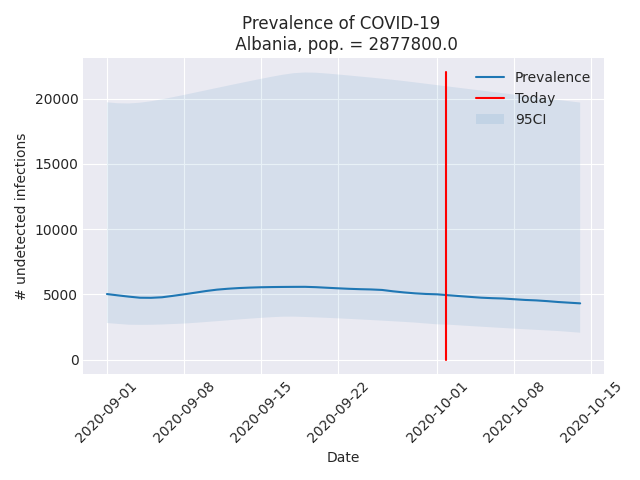 Prevalence of COVID-19
Albania, pop. = 2877800.0
Prevalence
Today
95CI
# undetected infections
20000
15000
10000
5000
0
2020-09-01
2020-09-08
2020-09-15
2020-09-22
2020-10-01
2020-10-08
2020-10-15
Date